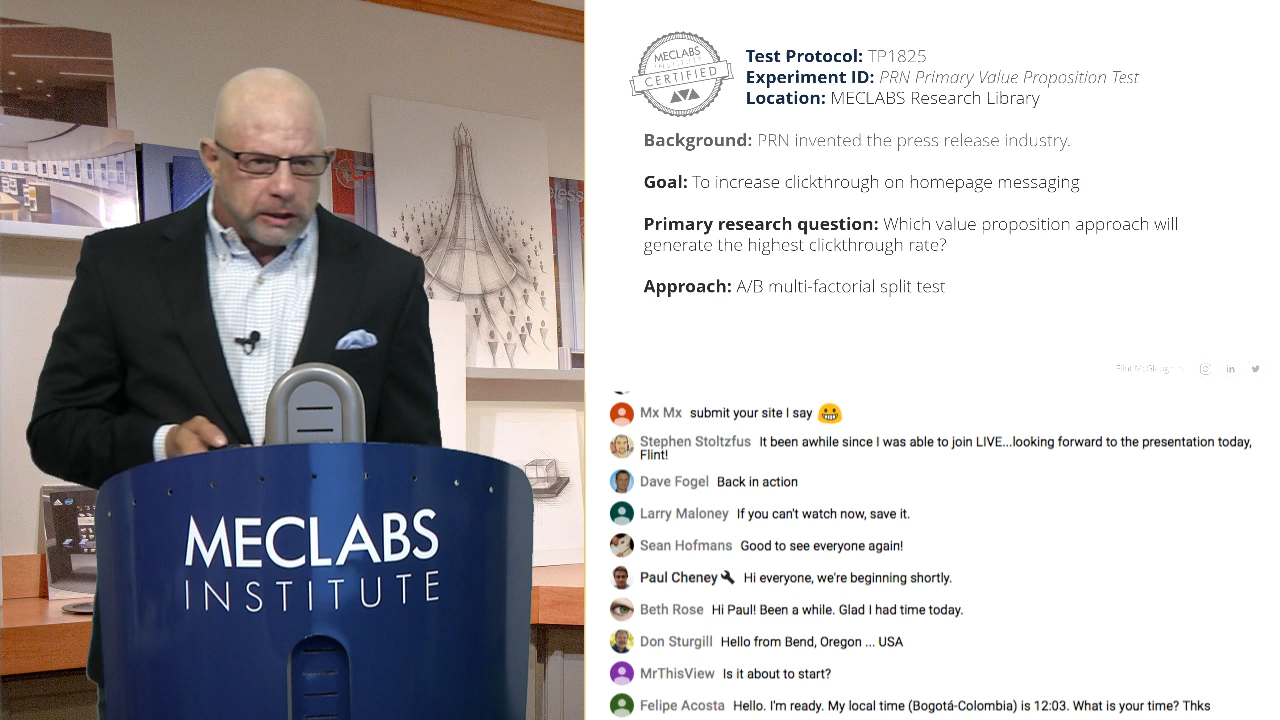 MECLABS
INSTITUTE
MECLABS
INSTITUTE
CERTIFIED
Test Protocol: TP1825
Experiment ID: PRN Primary Value Proposition Test
Location: MECLABS Research Library
Background: PRN invented the press release industry.
Goal: To increase clickthrough on homepage messaging
Primary research question: Which value proposition approach will
generate the highest clickthrough rate?
Approach: A/B multi-factorial split test
Flint McGlaughlin
Mx Mx submit your site I say 😀
Stephen Stoltzfus It been awhile since I was able to join LIVE...looking forward to the presentation today,
Flint!
Dave Fogel Back in action
Larry Maloney If you can't watch now, save it.
Sean Hofmans Good to see everyone again!
Paul Cheney Hi everyone, we're beginning shortly.
Beth Rose Hi Paul! Been a while. Glad I had time today.
Don Sturgill Hello from Bend, Oregon ... USA
MrThisView Is it about to start?
Felipe Acosta Hello. I'm ready. My local time (Bogotá-Colombia) is 12:03. What is your time? Thks